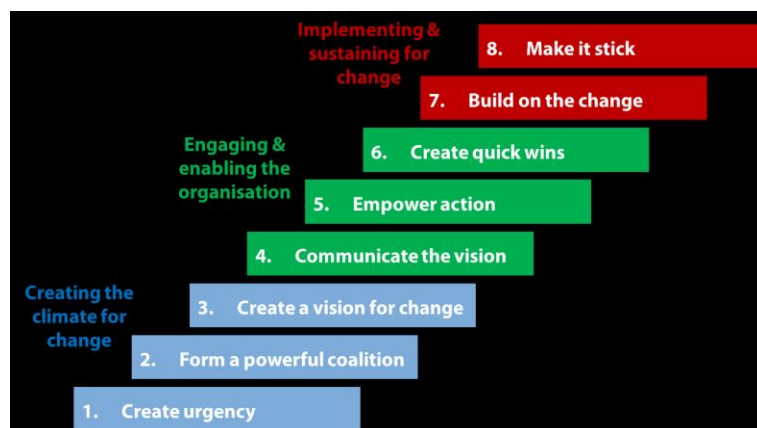 Implementing &
sustaining for
change
8. Make it stick
7. Build on the change
Engaging &
enabling the
organisation
6. Create quick wins
5. Empower action
4. Communicate the vision
Creating the
climate for
change
3. Create a vision for change
2. Form a powerful coalition
1. Create urgency